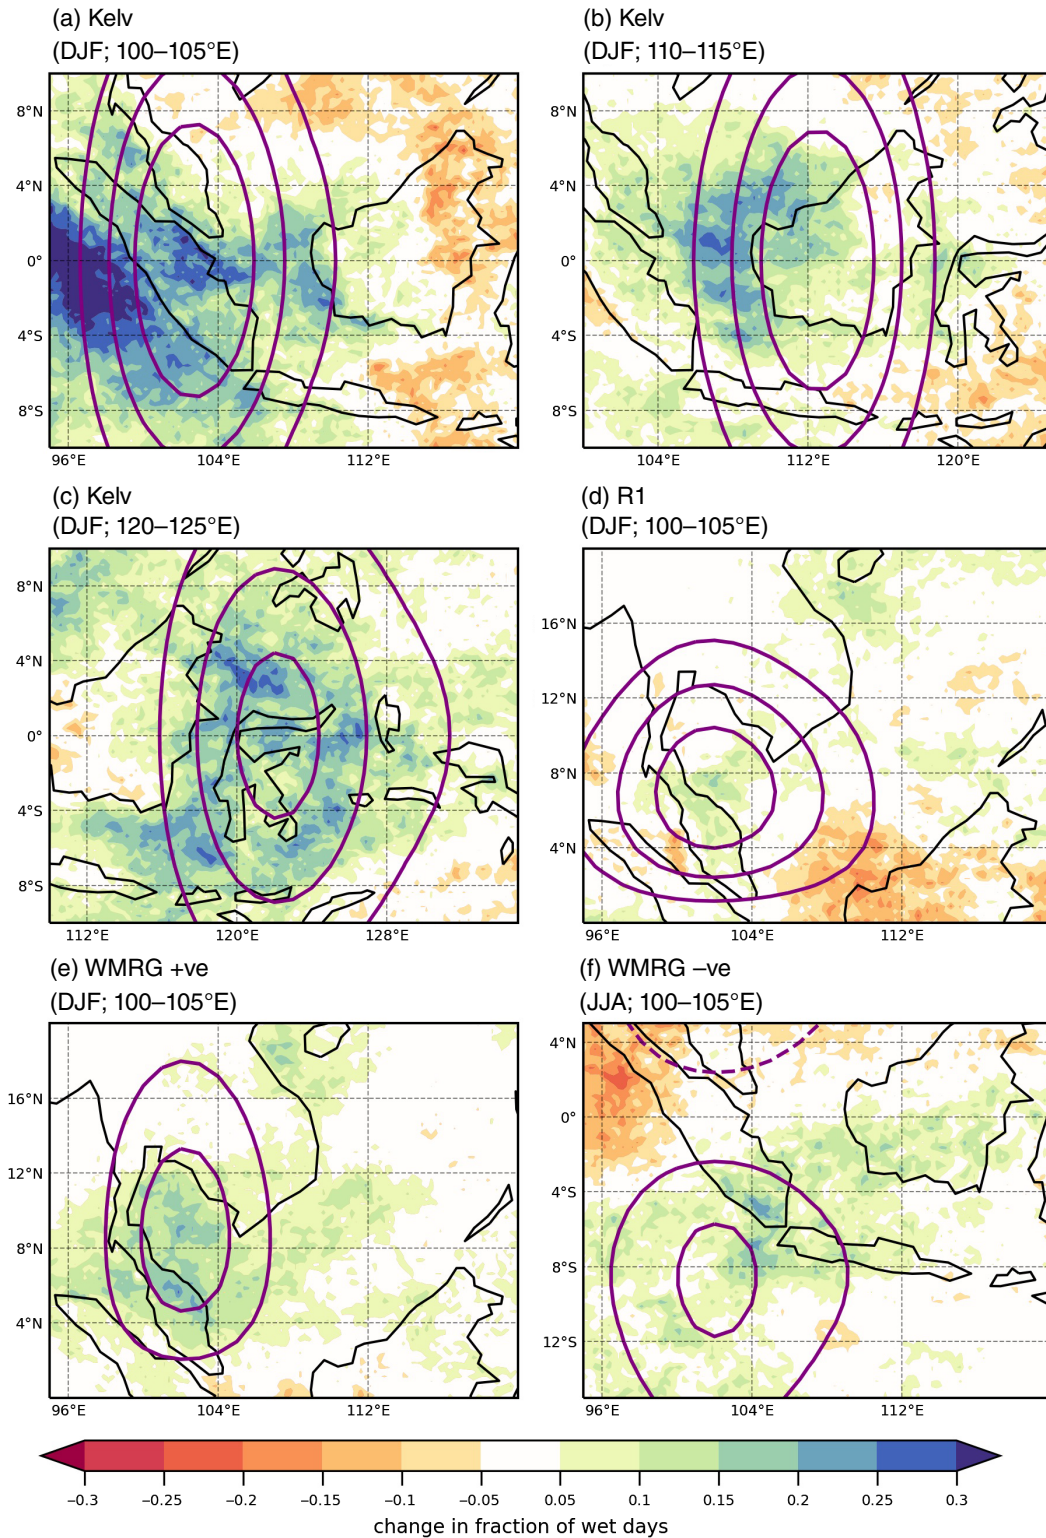 (a) Kelv
(DJF; 100–105°E)
8°N
4°N
0°
4°S
8°S
96°E
104°E
112°E
(b) Kelv
(DJF; 110–115°E)
8°N
4°N
0°
4°S
8°S
104°E
112°E
120°E
(c) Kelv
(DJF; 120–125°E)
8°N
4°N
0°
4°S
8°S
112°E
120°E
128°E
(d) R1
(DJF; 100–105°E)
16°N
12°N
8°N
4°N
96°E
104°E
112°E
(e) WMRG +ve
(DJF; 100–105°E)
16°N
12°N
8°N
4°N
96°E
104°E
112°E
(f) WMRG –ve
(JJA; 100–105°E)
4°N
0°
4°S
8°S
12°S
96°E
104°E
112°E
−0.3 −0.25 −0.2 −0.15 −0.1 −0.05 0.05 0.1 0.15 0.2 0.25 0.3
change in fraction of wet days